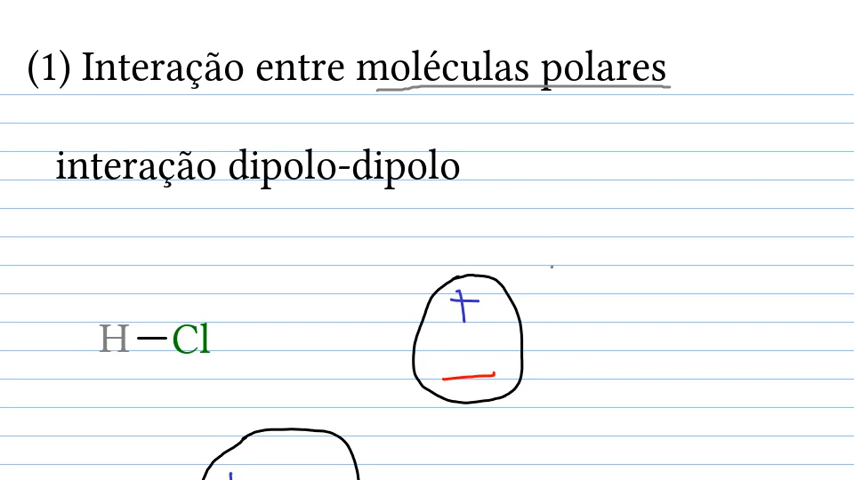 (1) Interação entre moléculas polares
interação dipolo-dipolo
+
H—Cl
—